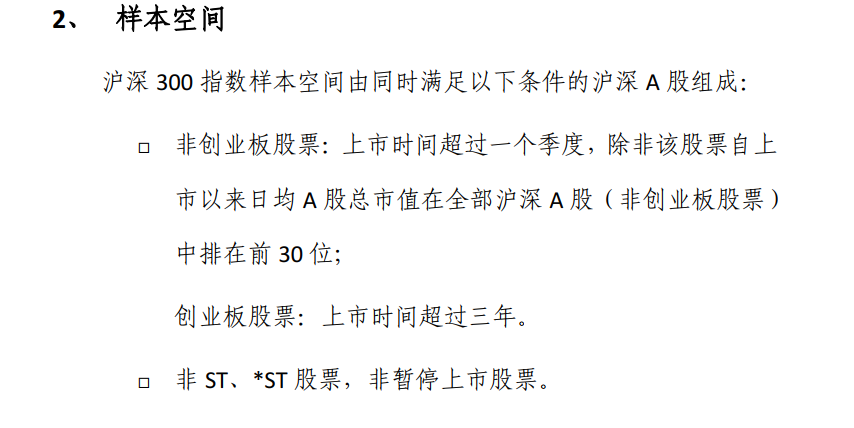 2、 样本空间
沪深 300 指数样本空间由同时满足以下条件的沪深 A 股组成：
□ 非创业板股票：上市时间超过一个季度，除非该股票自上
市以来日均 A 股总市值在全部沪深 A 股（非创业板股票）
中排在前 30 位；
创业板股票：上市时间超过三年。
□ 非 ST、*ST 股票，非暂停上市股票。